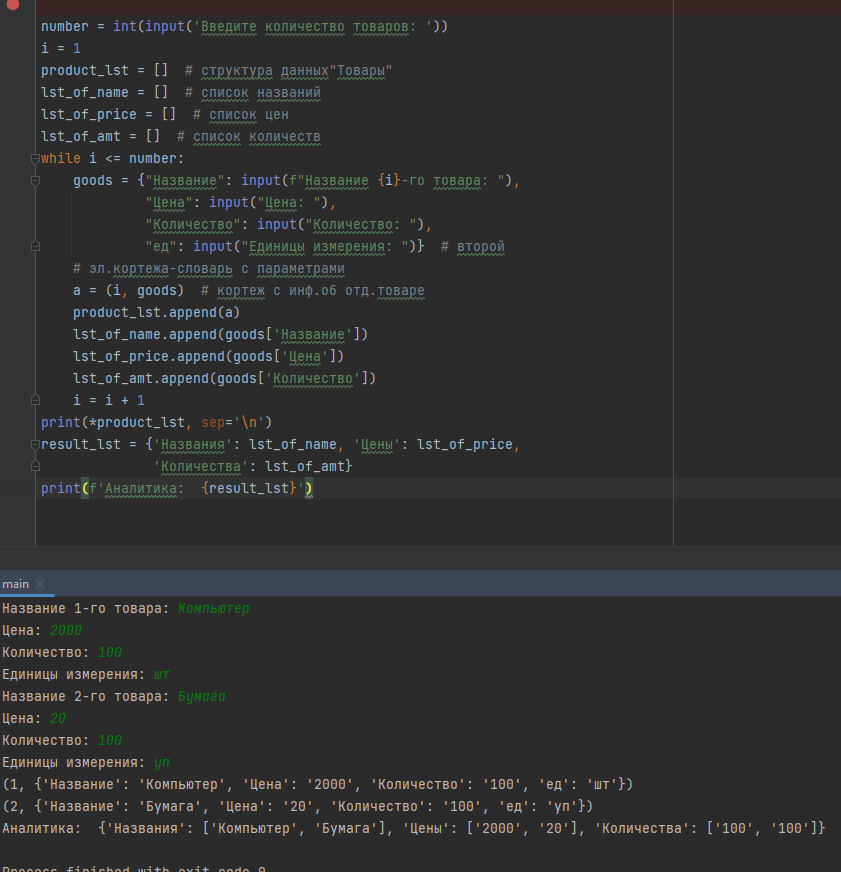 number = int(input('Введите количество товаров: '))
i = 1
product_lst = []  # структура данных"Товары"
lst_of_name = []  # список названий
lst_of_price = []  # список цен
lst_of_amt = []  # список количеств
while i <= number:
    goods = {"Название": input(f"Название {i}-го товара: "),
             "Цена": input("Цена: "),
             "Количество": input("Количество: "),
             "ед": input("Единицы измерения: ")}  # второй
    # эл.кортежа-словарь с параметрами
    a = (i, goods)  # кортеж с инф.об отд.товаре
    product_lst.append(a)
    lst_of_name.append(goods['Название'])
    lst_of_price.append(goods['Цена'])
    lst_of_amt.append(goods['Количество'])
    i = i + 1
print(*product_lst, sep='\n')
result_lst = {'Названия': lst_of_name, 'Цены': lst_of_price,
              'Количества': lst_of_amt}
print(f'Аналитика:  {result_lst}')
main
Название 1-го товара: Компьютер
Цена: 2000
Количество: 100
Единицы измерения: шт
Название 2-го товара: Бумага
Цена: 20
Количество: 100
Единицы измерения: уп
(1, {'Название': 'Компьютер', 'Цена': '2000', 'Количество': '100', 'ед': 'шт'})
(2, {'Название': 'Бумага', 'Цена': '20', 'Количество': '100', 'ед': 'уп'})
Аналитика:  {'Названия': ['Компьютер', 'Бумага'], 'Цены': ['2000', '20'], 'Количества': ['100', '100']}
Process finished with exit code 0